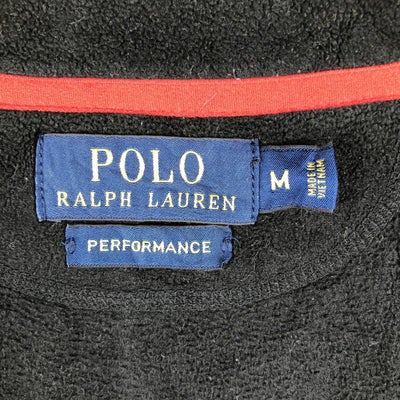 POLO
RALPH LAUREN
M
MADE IN
VIETNAM
PERFORMANCE